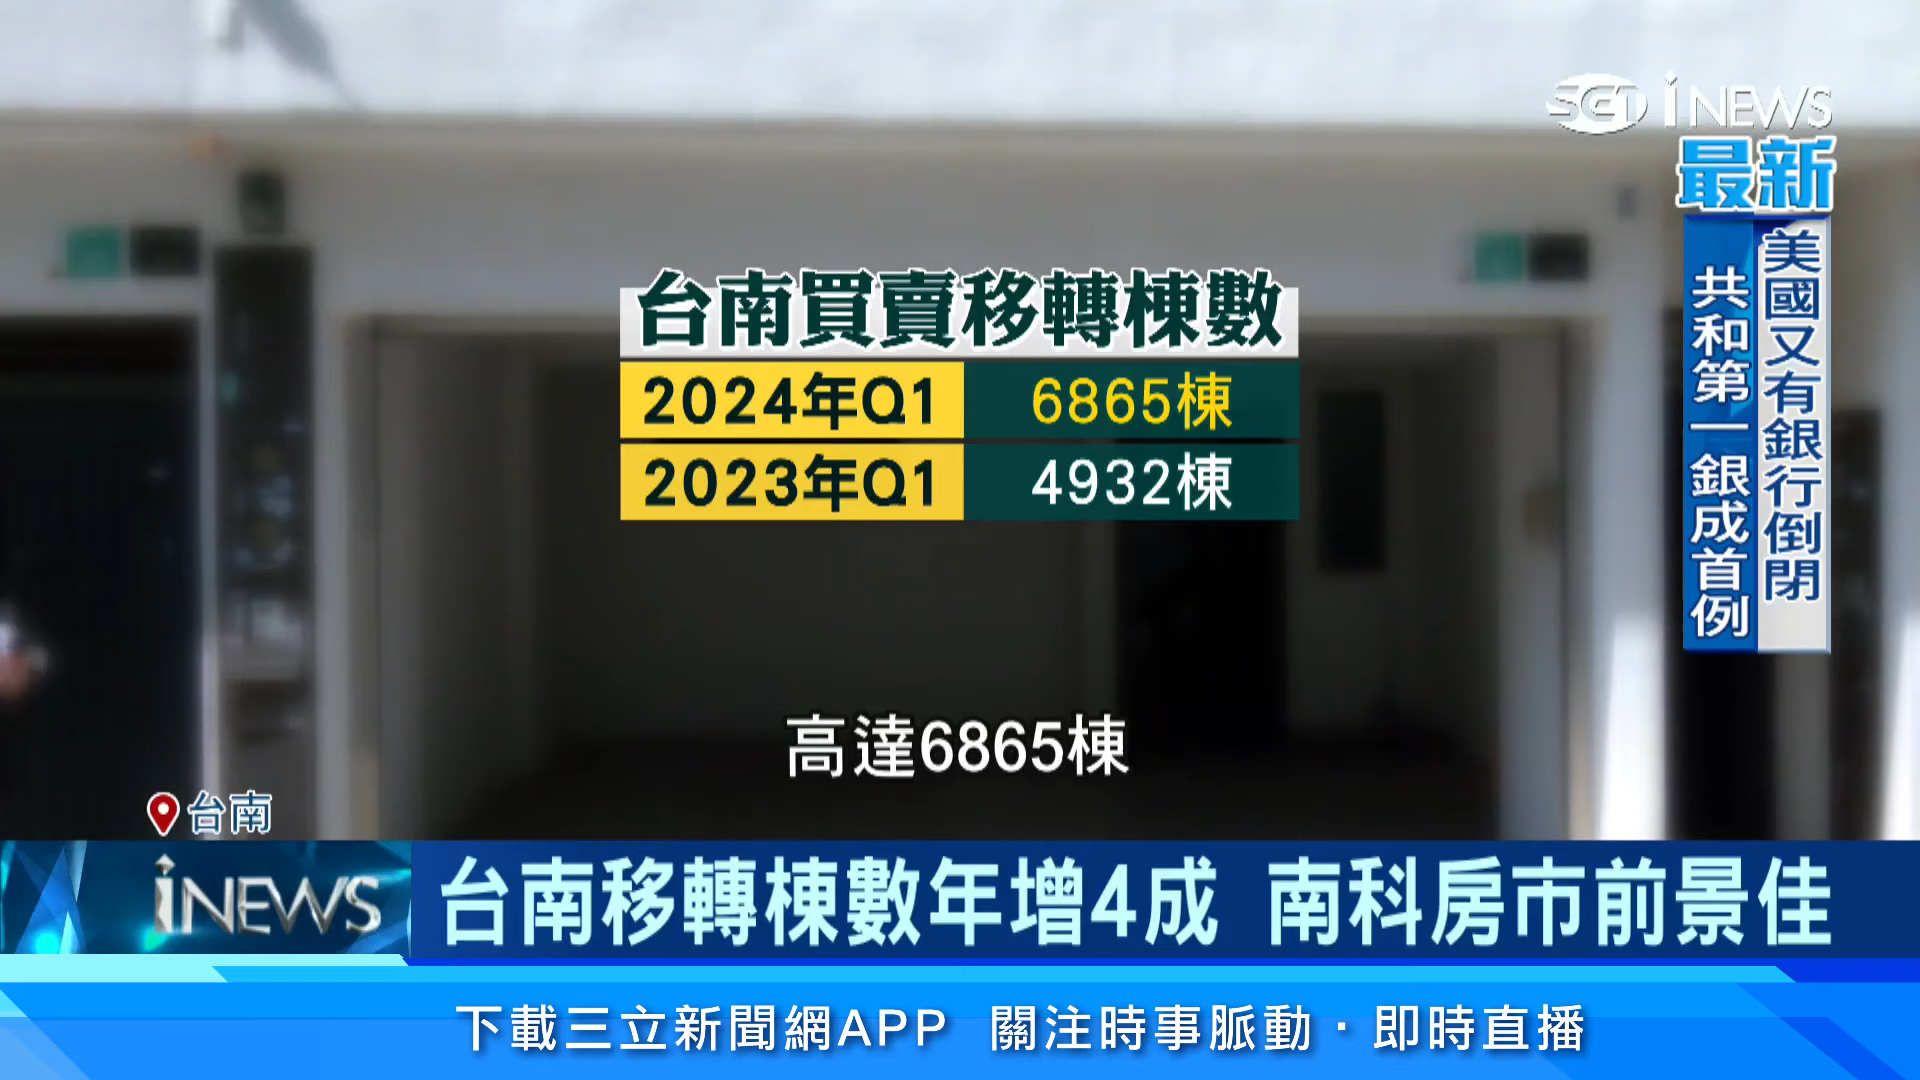 SET iNEWS
最新
美國又有銀行倒閉
共和第一銀成首例
台南買賣移轉棟數
2024年Q1 6865棟
2023年Q1 4932棟
高達6865棟
台南
iNEWS
台南移轉棟數年增4成 南科房市前景佳
下載三立新聞網APP 關注時事脈動·即時直播